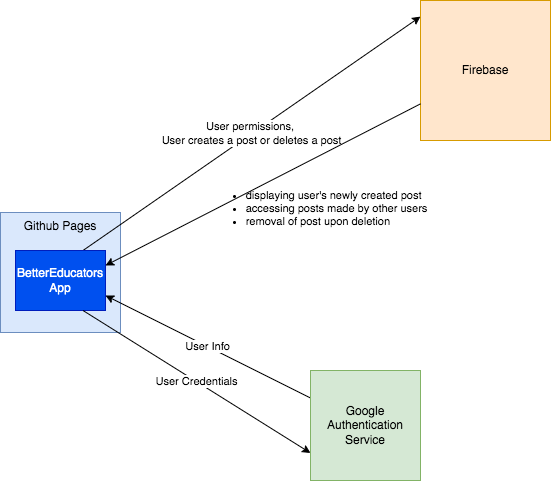 Firebase
User permissions,
User creates a post or deletes a post
• displaying user's newly created post
• accessing posts made by other users
• removal of post upon deletion
Github Pages
BetterEducators
App
User Info
User Credentials
Google
Authentication
Service